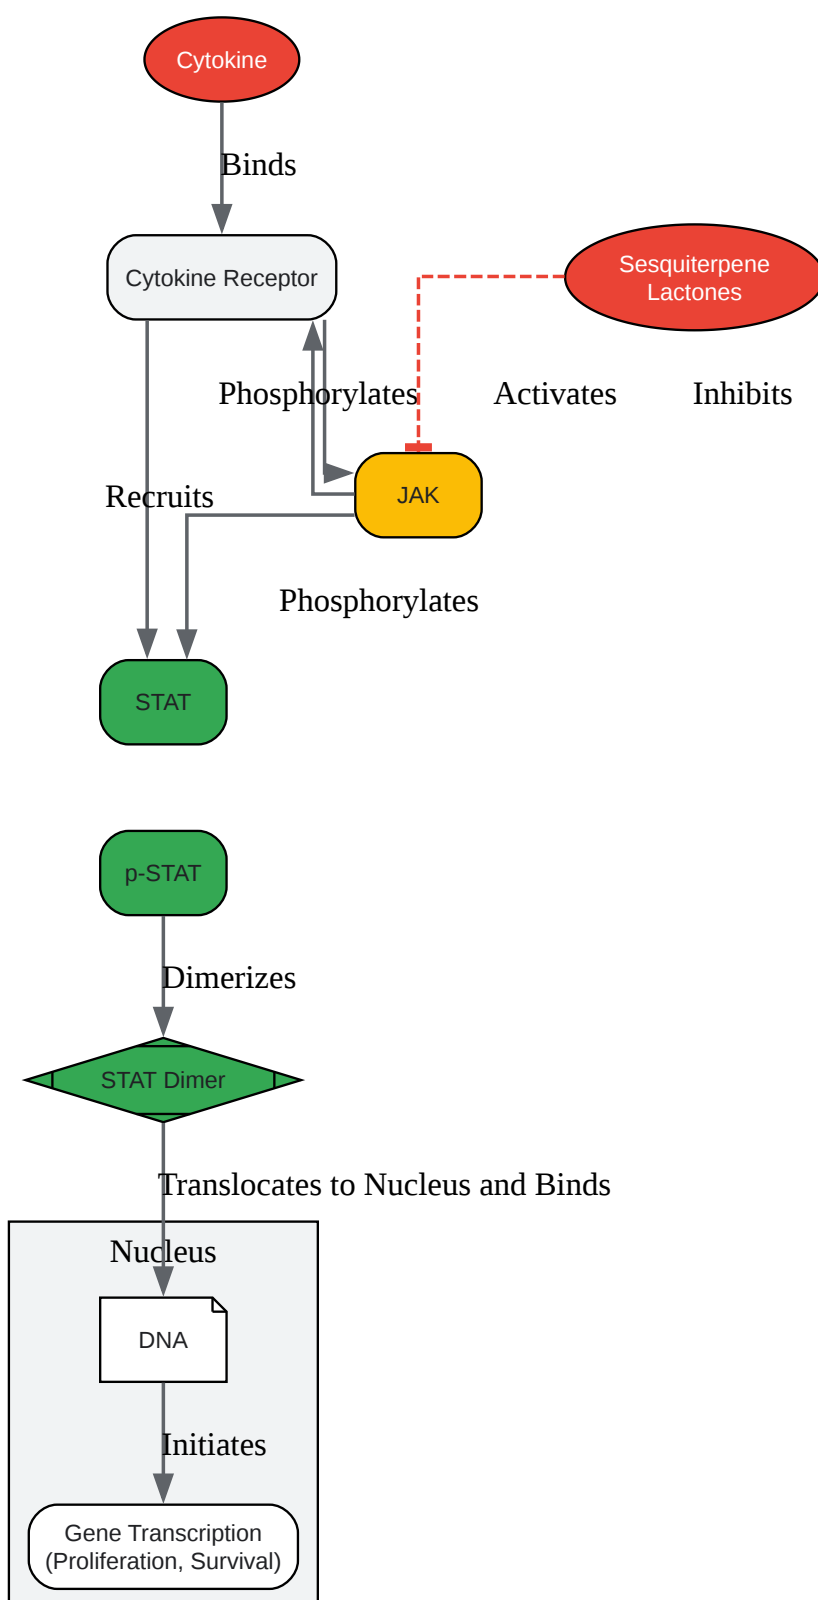 Cytokine
Binds
Cytokine Receptor
Sesquiterpene
Lactones
Phosphorylates
Activates
Inhibits
JAK
Recruits
Phosphorylates
STAT
p-STAT
Dimerizes
STAT Dimer
Translocates to Nucleus and Binds
Nucleus
DNA
Initiates
Gene Transcription
(Proliferation, Survival)